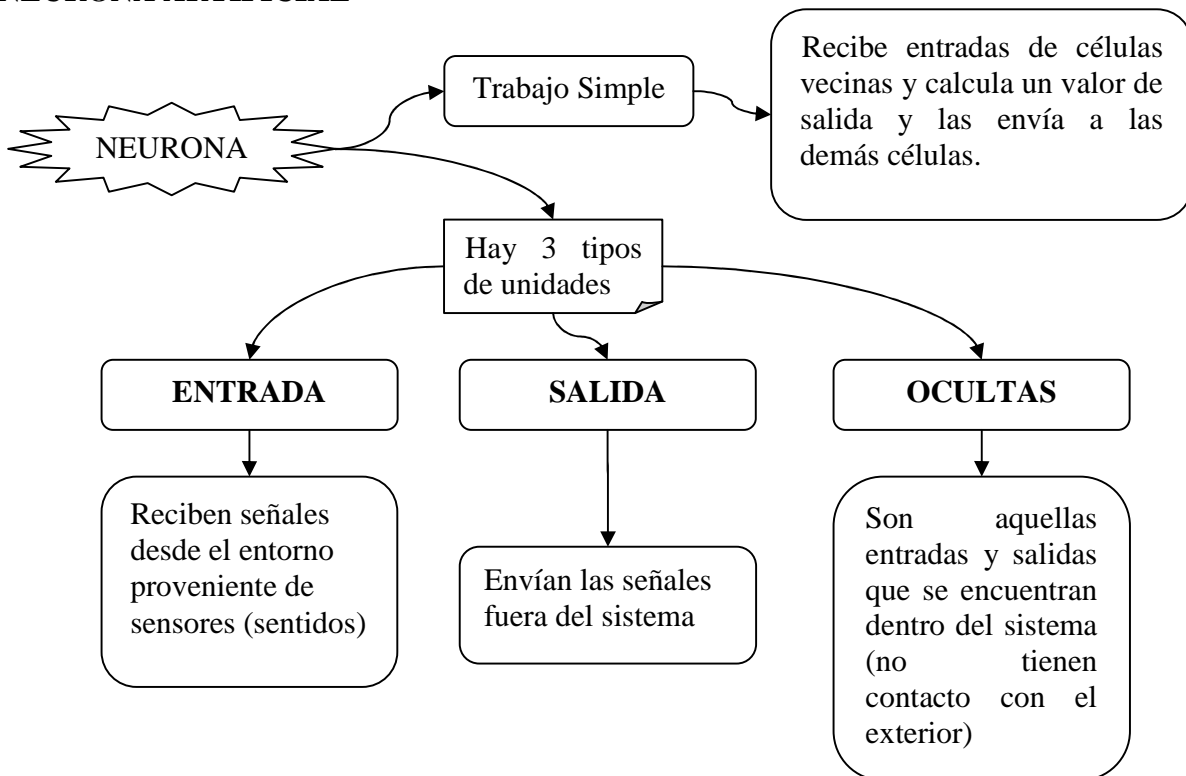 Recibe entradas de células
vecinas y calcula un valor de
salida y las envía a las
demás células.
Trabajo Simple
NEURONA
Hay 3 tipos
de unidades
ENTRADA
SALIDA
OCULTAS
Reciben señales
desde el entorno
proveniente de
sensores (sentidos)
Envían las señales
fuera del sistema
Son aquellas
entradas y salidas
que se encuentran
dentro del sistema
(no tienen
contacto con el
exterior)